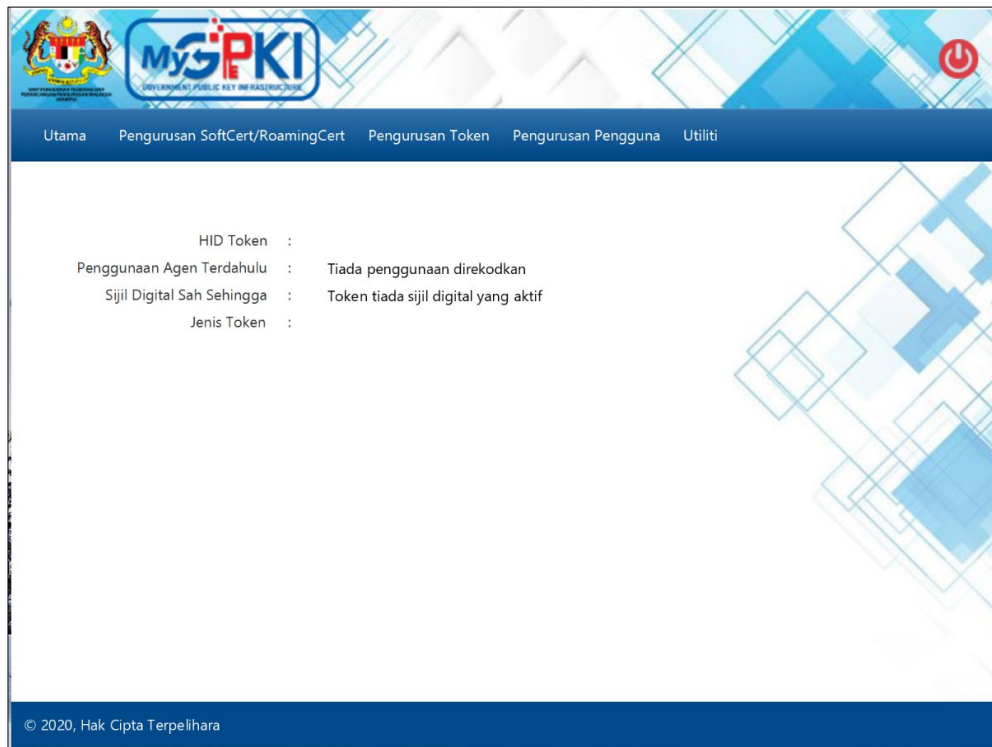 MyGPKI
GOVERNMENT PUBLIC KEY INFRASTRUCTURE
Utama Pengurusan SoftCert/RoamingCert Pengurusan Token Pengurusan Pengguna Utiliti
HID Token :
Penggunaan Agen Terdahulu : Tiada penggunaan direkodkan
Sijil Digital Sah Sehingga : Token tiada sijil digital yang aktif
Jenis Token :
© 2020, Hak Cipta Terpelihara